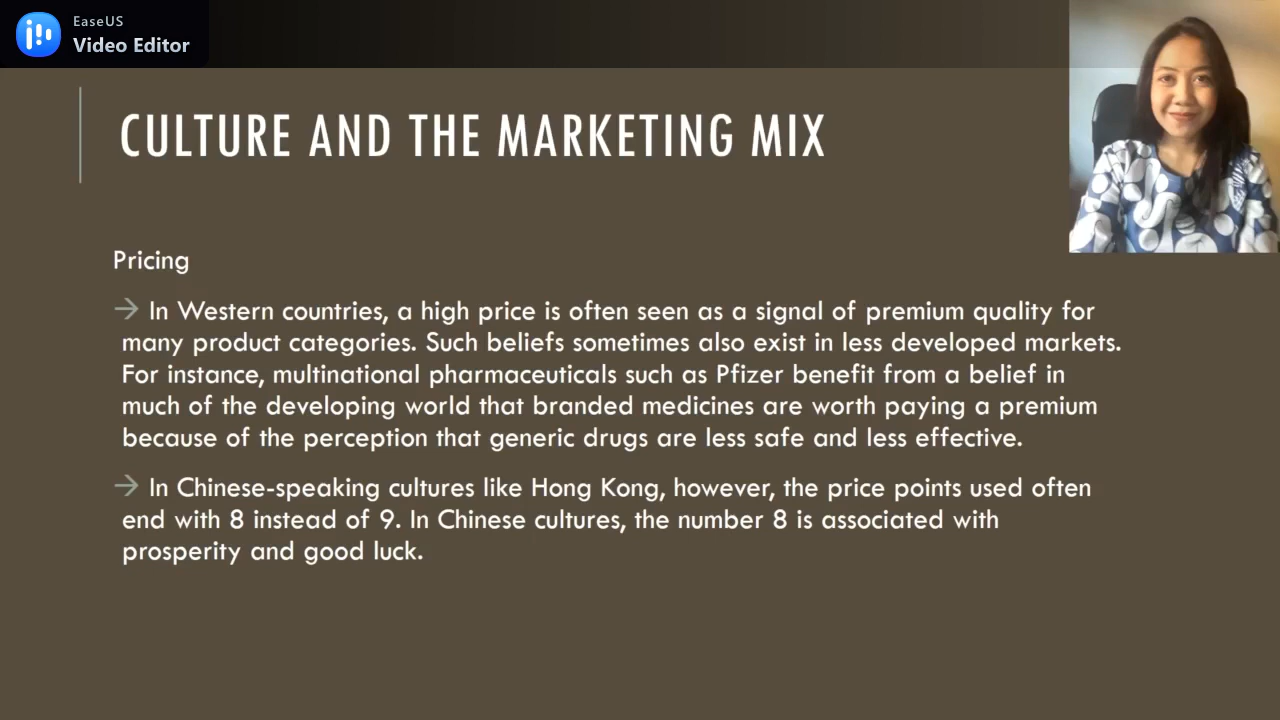 EaseUS
Video Editor
CULTURE AND THE MARKETING MIX
Pricing
→ In Western countries, a high price is often seen as a signal of premium quality for
many product categories. Such beliefs sometimes also exist in less developed markets.
For instance, multinational pharmaceuticals such as Pfizer benefit from a belief in
much of the developing world that branded medicines are worth paying a premium
because of the perception that generic drugs are less safe and less effective.
→ In Chinese-speaking cultures like Hong Kong, however, the price points used often
end with 8 instead of 9. In Chinese cultures, the number 8 is associated with
prosperity and good luck.